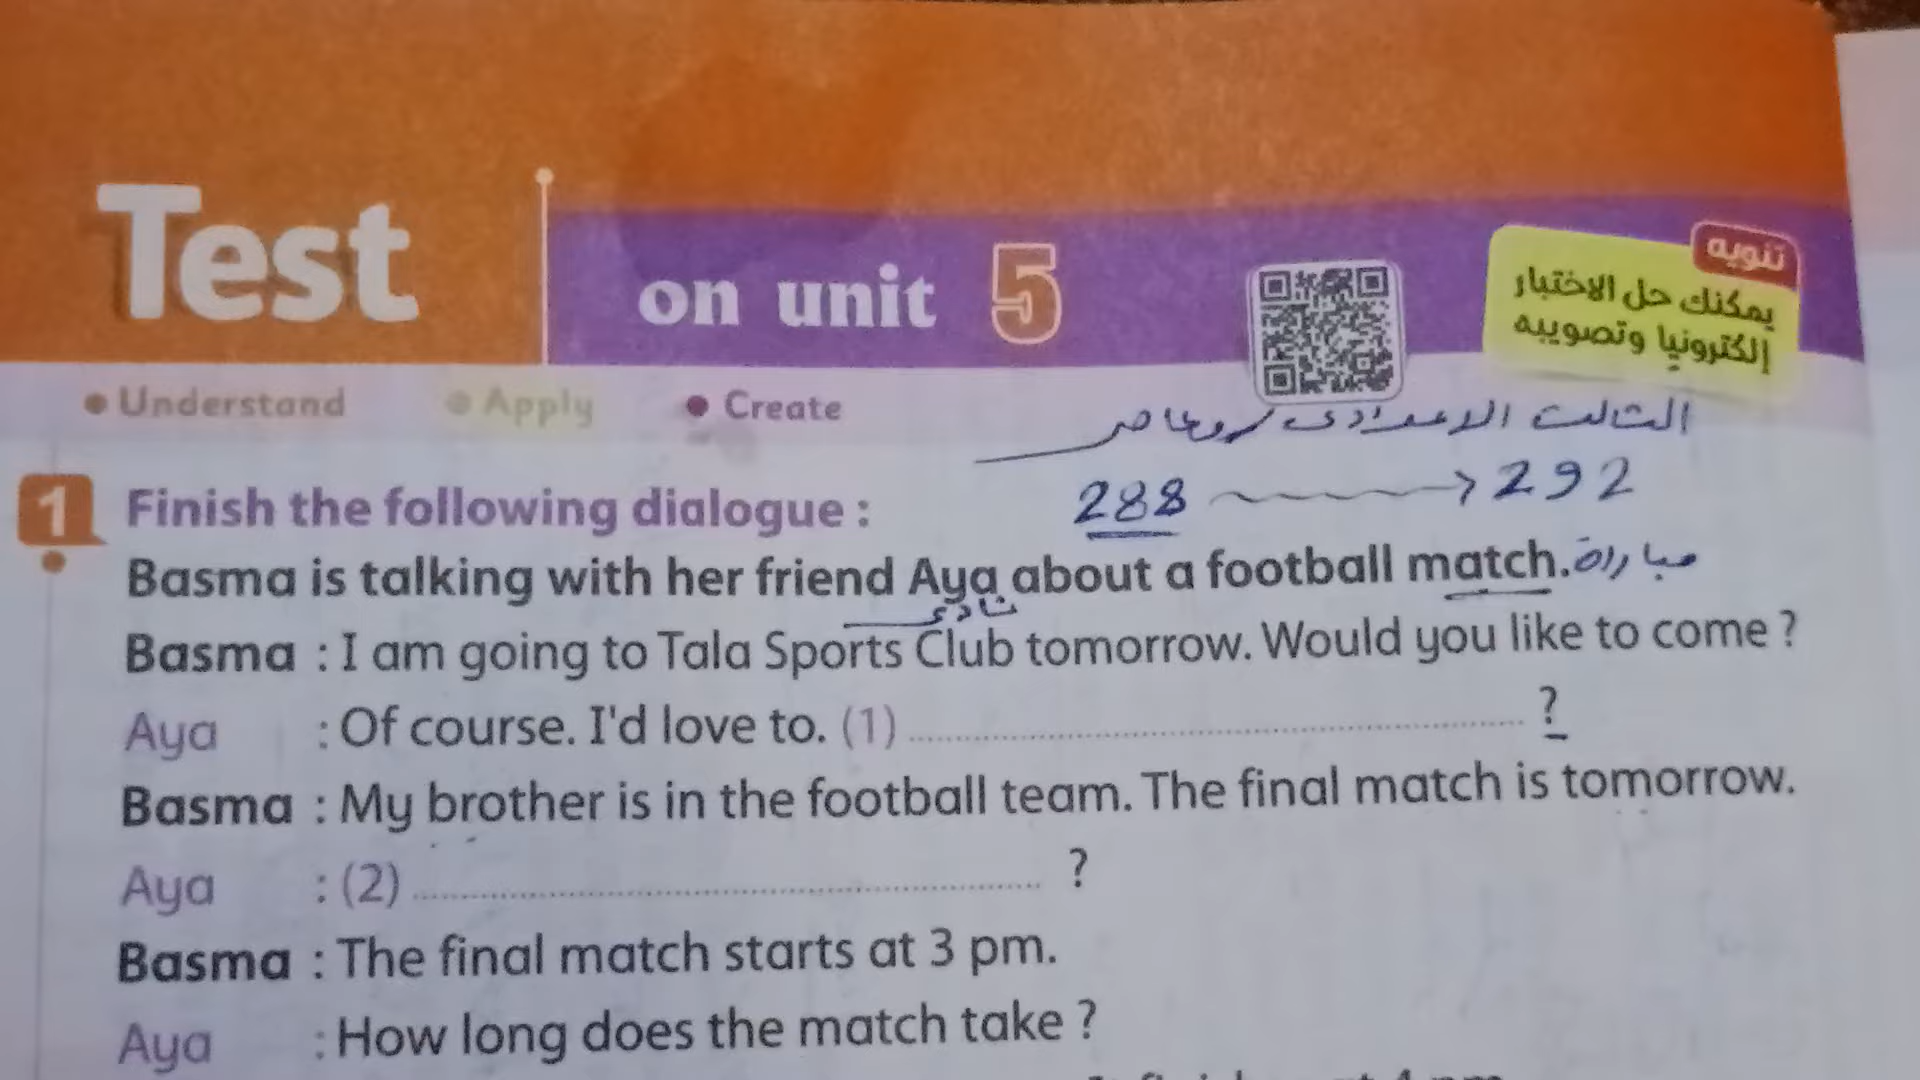 Test
on unit 5
تنويه
يمكنك حل الاختبار
إلكترونيا وتصويبه
• Understand • Apply • Create
الثالث الاعدادى
288 → 292
1 Finish the following dialogue :
Basma is talking with her friend Aya about a football match. مباراة
نادى
Basma : I am going to Tala Sports Club tomorrow. Would you like to come ?
Aya : Of course. I'd love to. (1) ........................ ?
Basma : My brother is in the football team. The final match is tomorrow.
Aya : (2) ........................ ?
Basma : The final match starts at 3 pm.
Aya : How long does the match take ?